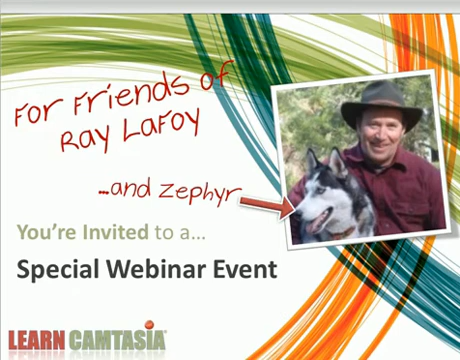 For Friends of
Ray LaFoy
...and Zephyr
You're Invited to a...
Special Webinar Event
LEARN CAMTASIA